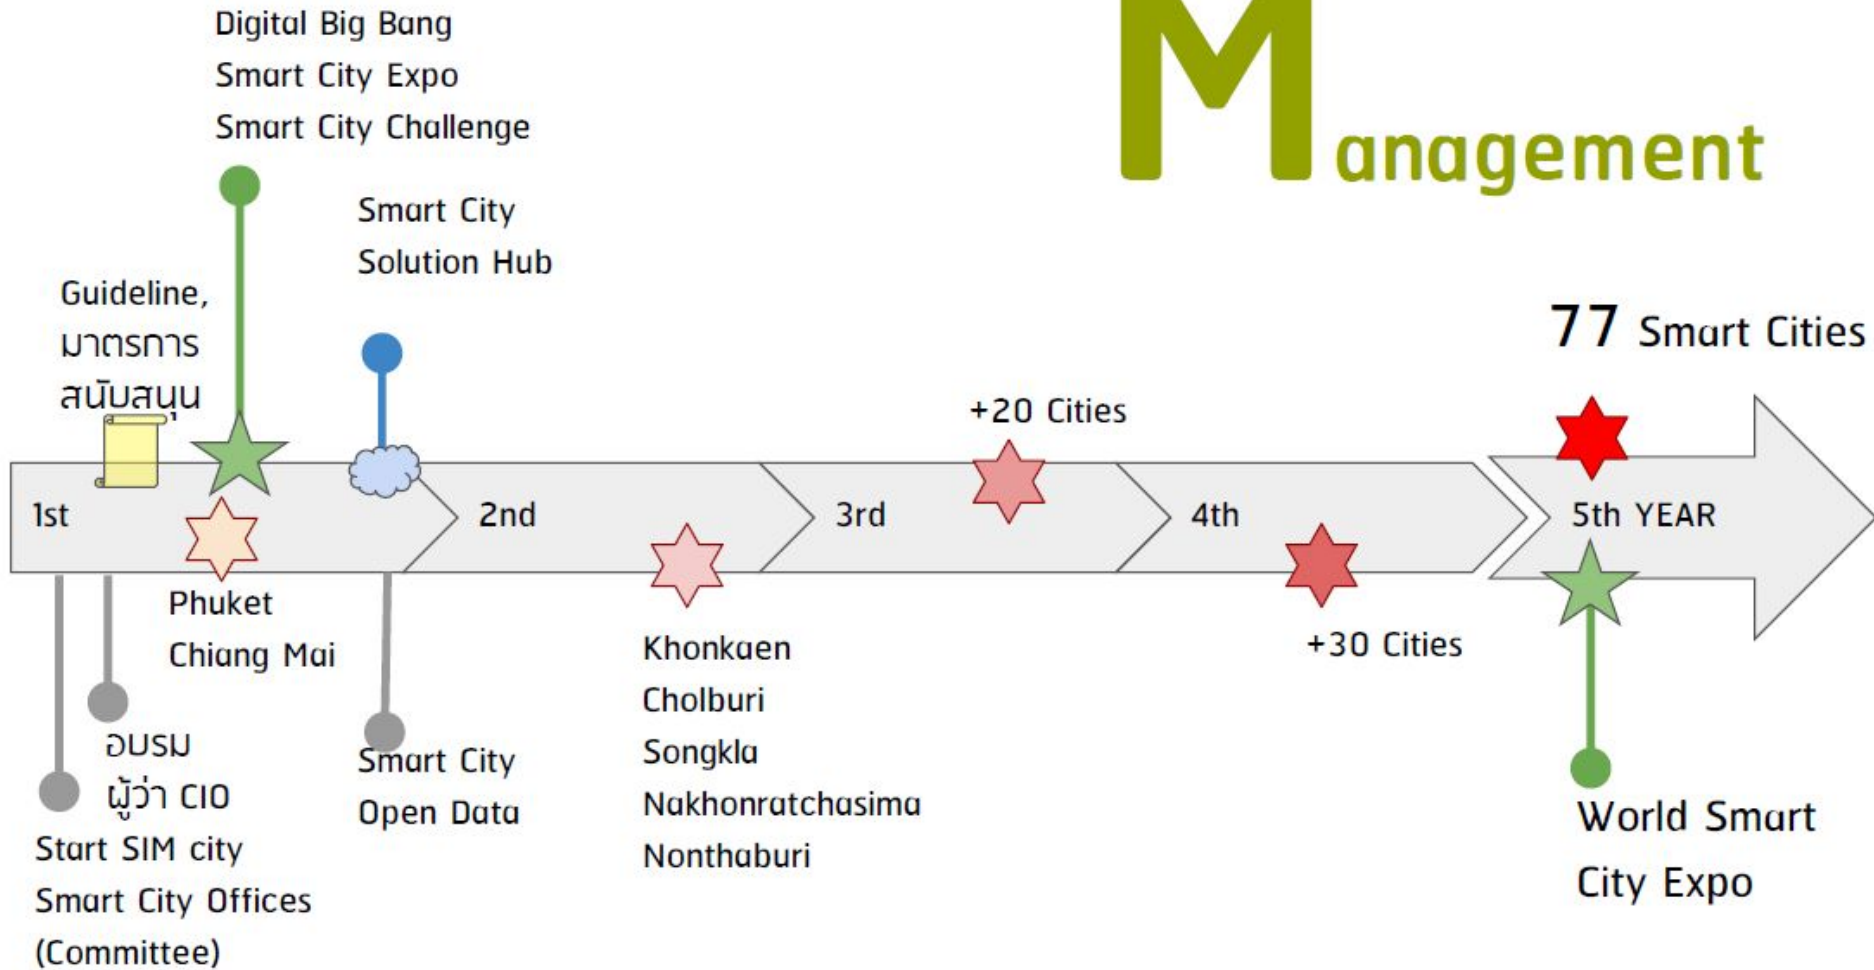 Digital Big Bang
Smart City Expo
Smart City Challenge
Management
Smart City
Solution Hub
Guideline,
มาตรการ
สนับสนุน
77 Smart Cities
+20 Cities
1st
2nd
3rd
4th
5th YEAR
Phuket
Chiang Mai
อบรม
ผู้ว่า CIO
Start SIM city
Smart City Offices
(Committee)
Smart City
Open Data
Khonkaen
Cholburi
Songkla
Nakhonratchasima
Nonthaburi
+30 Cities
World Smart
City Expo